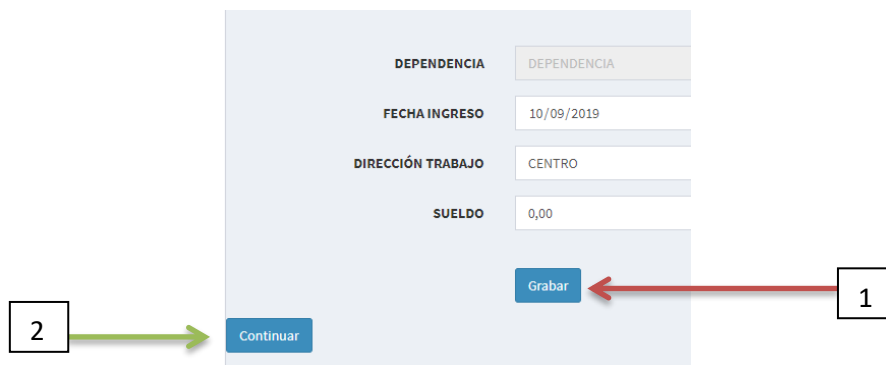 DEPENDENCIA DEPENDENCIA
FECHA INGRESO 10/09/2019
DIRECCIÓN TRABAJO CENTRO
SUELDO 0,00
Grabar 1
2 Continuar